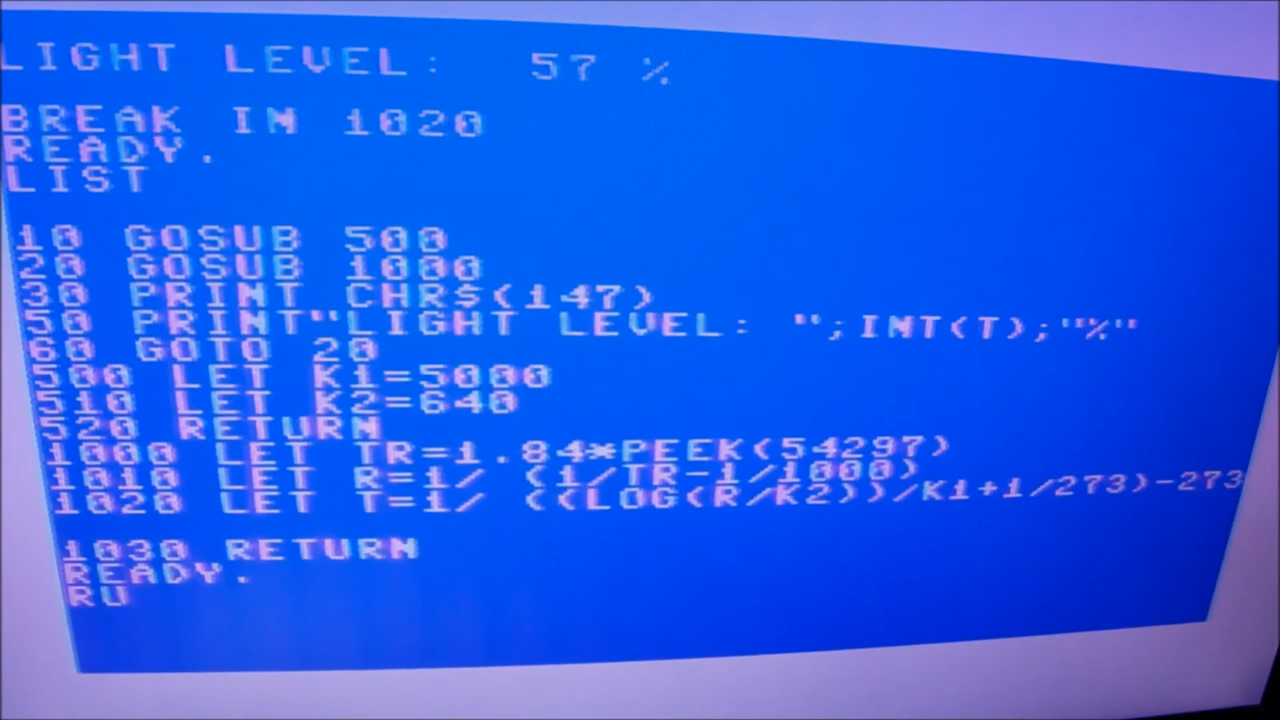 LIGHT LEVEL:  57 %
BREAK IN 1020
READY.
LIST
10 GOSUB 500
20 GOSUB 1000
30 PRINT CHR$(147)
50 PRINT"LIGHT LEVEL: ";INT(T);"%"
60 GOTO 20
500 LET K1=5000
510 LET K2=640
520 RETURN
1000 LET TR=1.84*PEEK(54297)
1010 LET R=1/ (1/TR-1/1000)
1020 LET T=1/ ((LOG(R/K2))/K1+1/273)-273
1030 RETURN
READY.
RU